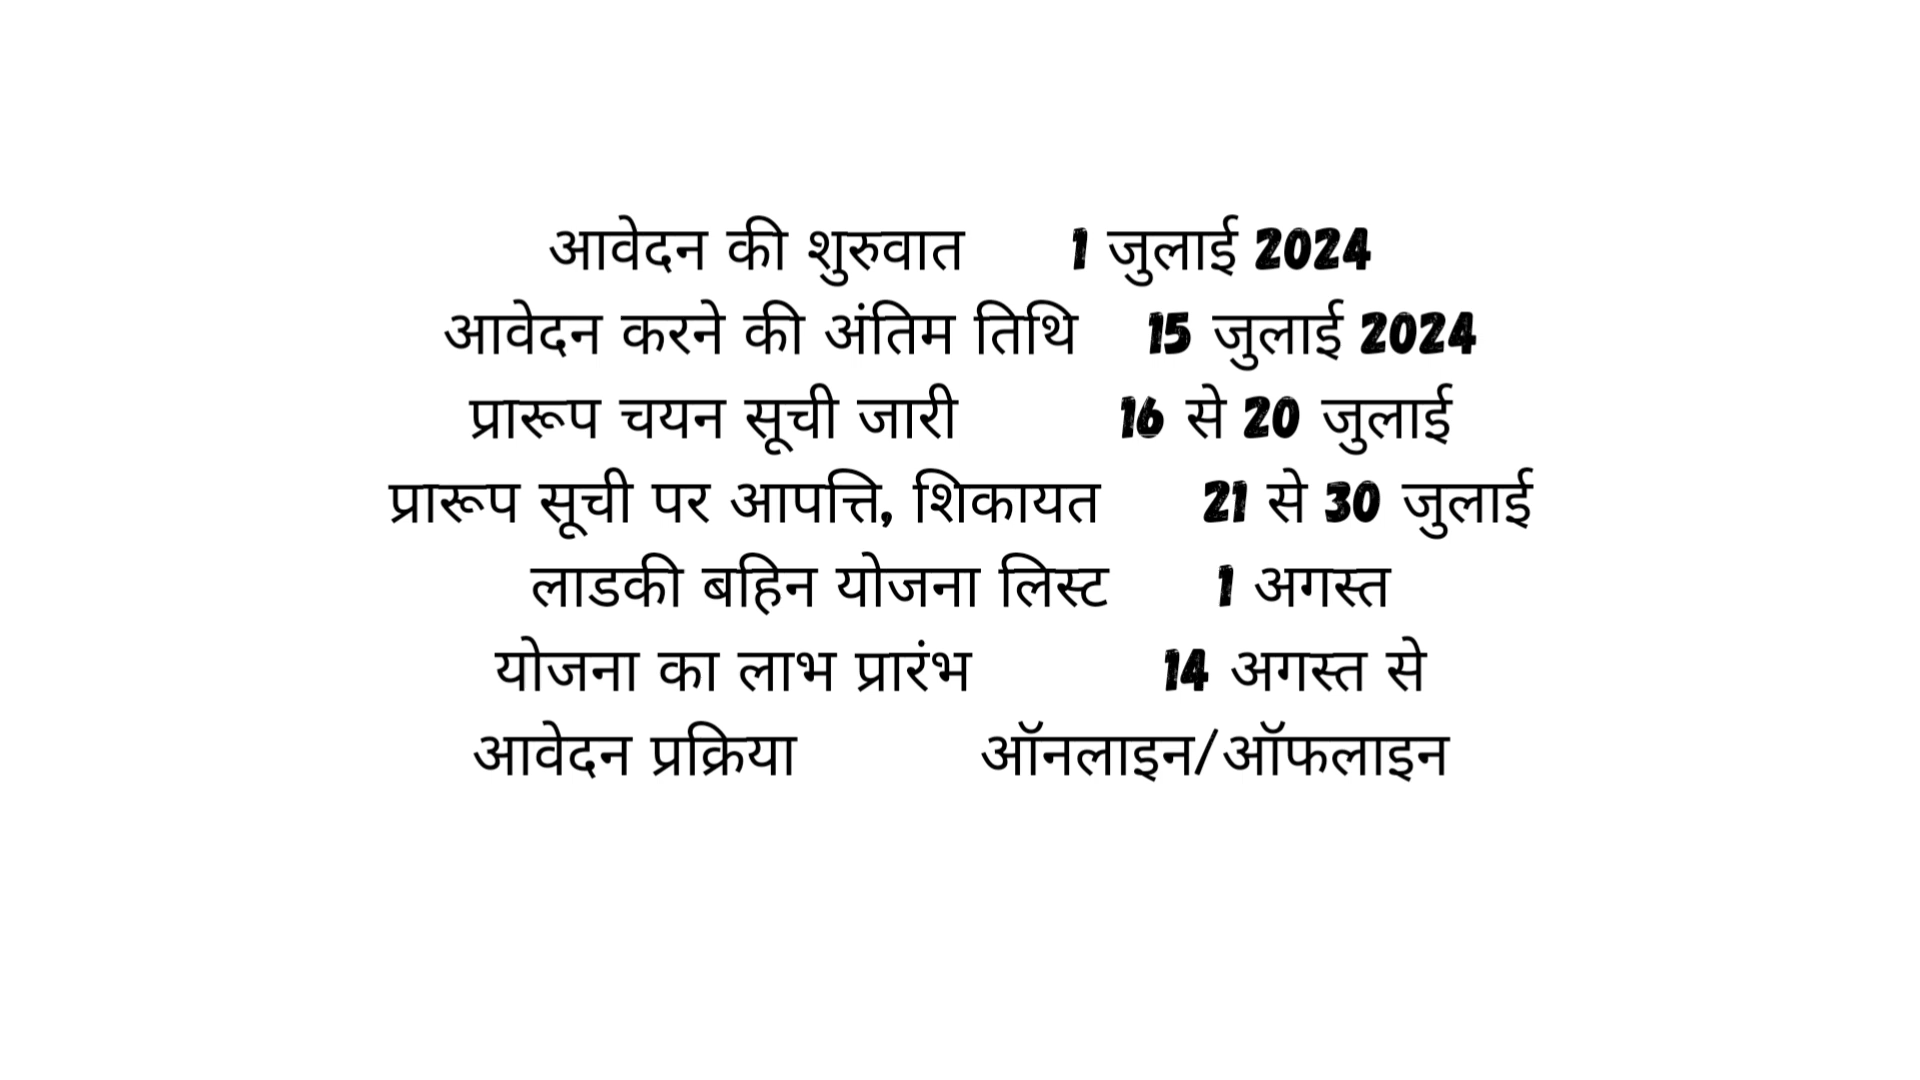 आवेदन की शुरुवात 1 जुलाई 2024
आवेदन करने की अंतिम तिथि 15 जुलाई 2024
प्रारूप चयन सूची जारी 16 से 20 जुलाई
प्रारूप सूची पर आपत्ति, शिकायत 21 से 30 जुलाई
लाडकी बहिन योजना लिस्ट 1 अगस्त
योजना का लाभ प्रारंभ 14 अगस्त से
आवेदन प्रक्रिया ऑनलाइन/ऑफलाइन